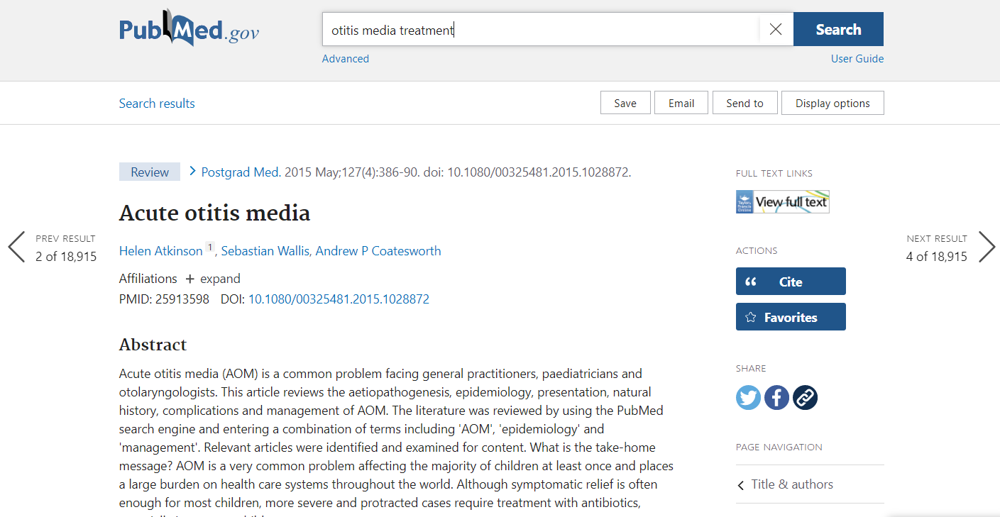 PubMed.gov
otitis media treatment
Search
Advanced
User Guide
Search results
Save
Email
Send to
Display options
Review
Postgrad Med. 2015 May;127(4):386-90. doi: 10.1080/00325481.2015.1028872.
Acute otitis media
Helen Atkinson 1, Sebastian Wallis, Andrew P Coatesworth
Affiliations + expand
PMID: 25913598 DOI: 10.1080/00325481.2015.1028872
PREV RESULT
2 of 18,915
NEXT RESULT
4 of 18,915
Abstract
Acute otitis media (AOM) is a common problem facing general practitioners, paediatricians and
otolaryngologists. This article reviews the aetiopathogenesis, epidemiology, presentation, natural
history, complications and management of AOM. The literature was reviewed by using the PubMed
search engine and entering a combination of terms including 'AOM', 'epidemiology' and
'management'. Relevant articles were identified and examined for content. What is the take-home
message? AOM is a very common problem affecting the majority of children at least once and places
a large burden on health care systems throughout the world. Although symptomatic relief is often
enough for most children, more severe and protracted cases require treatment with antibiotics,
FULL TEXT LINKS
Taylor Francis Online
View full text
ACTIONS
Cite
Favorites
SHARE
PAGE NAVIGATION
Title & authors